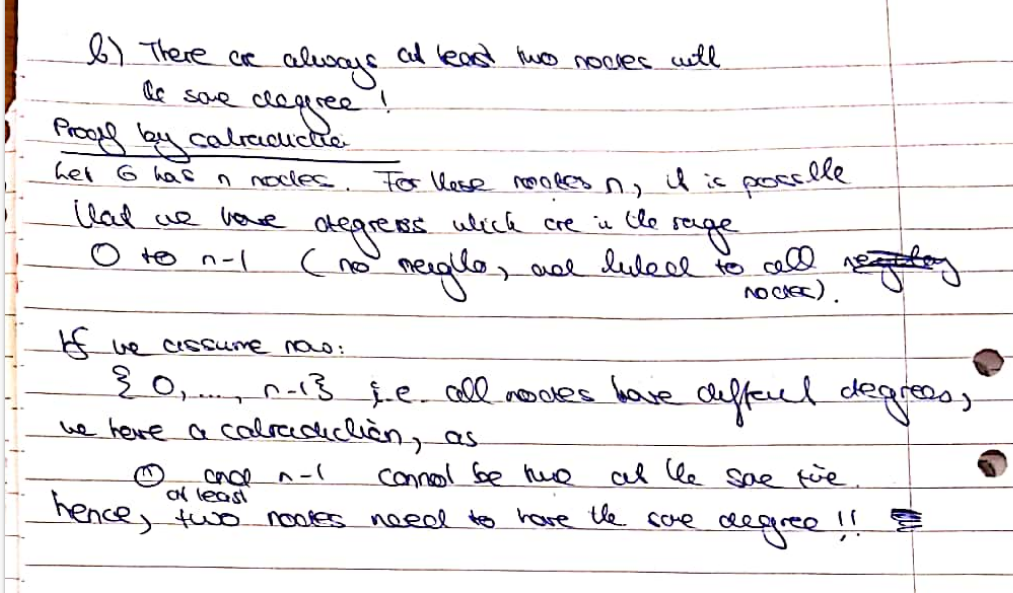 b) There are always at least two nodes with
the same degree!
Proof by contradiction
Let G has n nodes. For these nodes n, it is possible
that we have degrees which are in the range
0 to n-1 (no neighb, and linked to all
nodes).
If we assume now:
{0,..., n-1} i.e. all nodes have different degrees,
we have a contradiction, as
0 and n-1 cannot be true at the same time.
at least
hence, two nodes need to have the same degree!!